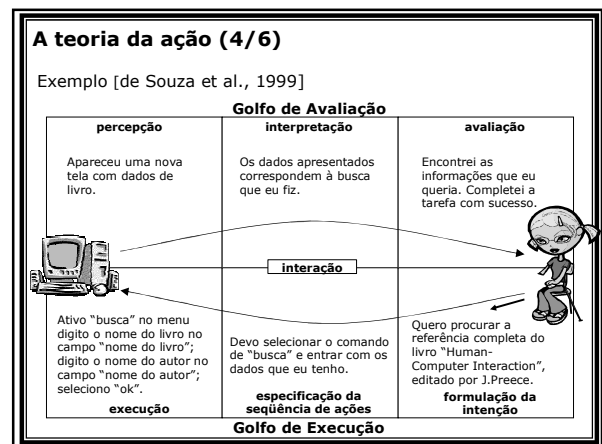 A teoria da ação (4/6)
Exemplo [de Souza et al., 1999]
Golfo de Avaliação
percepção
Apareceu uma nova
tela com dados de
livro.
interpretação
Os dados apresentados
correspondem à busca
que eu fiz.
avaliação
Encontrei as
informações que eu
queria. Completei a
tarefa com sucesso.
interação
Ativo “busca” no menu
digito o nome do livro no
campo “nome do livro”;
digito o nome do autor no
campo “nome do autor”;
seleciono “ok”.
execução
Devo selecionar o comando
de “busca” e entrar com os
dados que eu tenho.
especificação da
seqüência de ações
Quero procurar a
referência completa do
livro “Human-
Computer Interaction”,
editado por J.Preece.
formulação da
intenção
Golfo de Execução